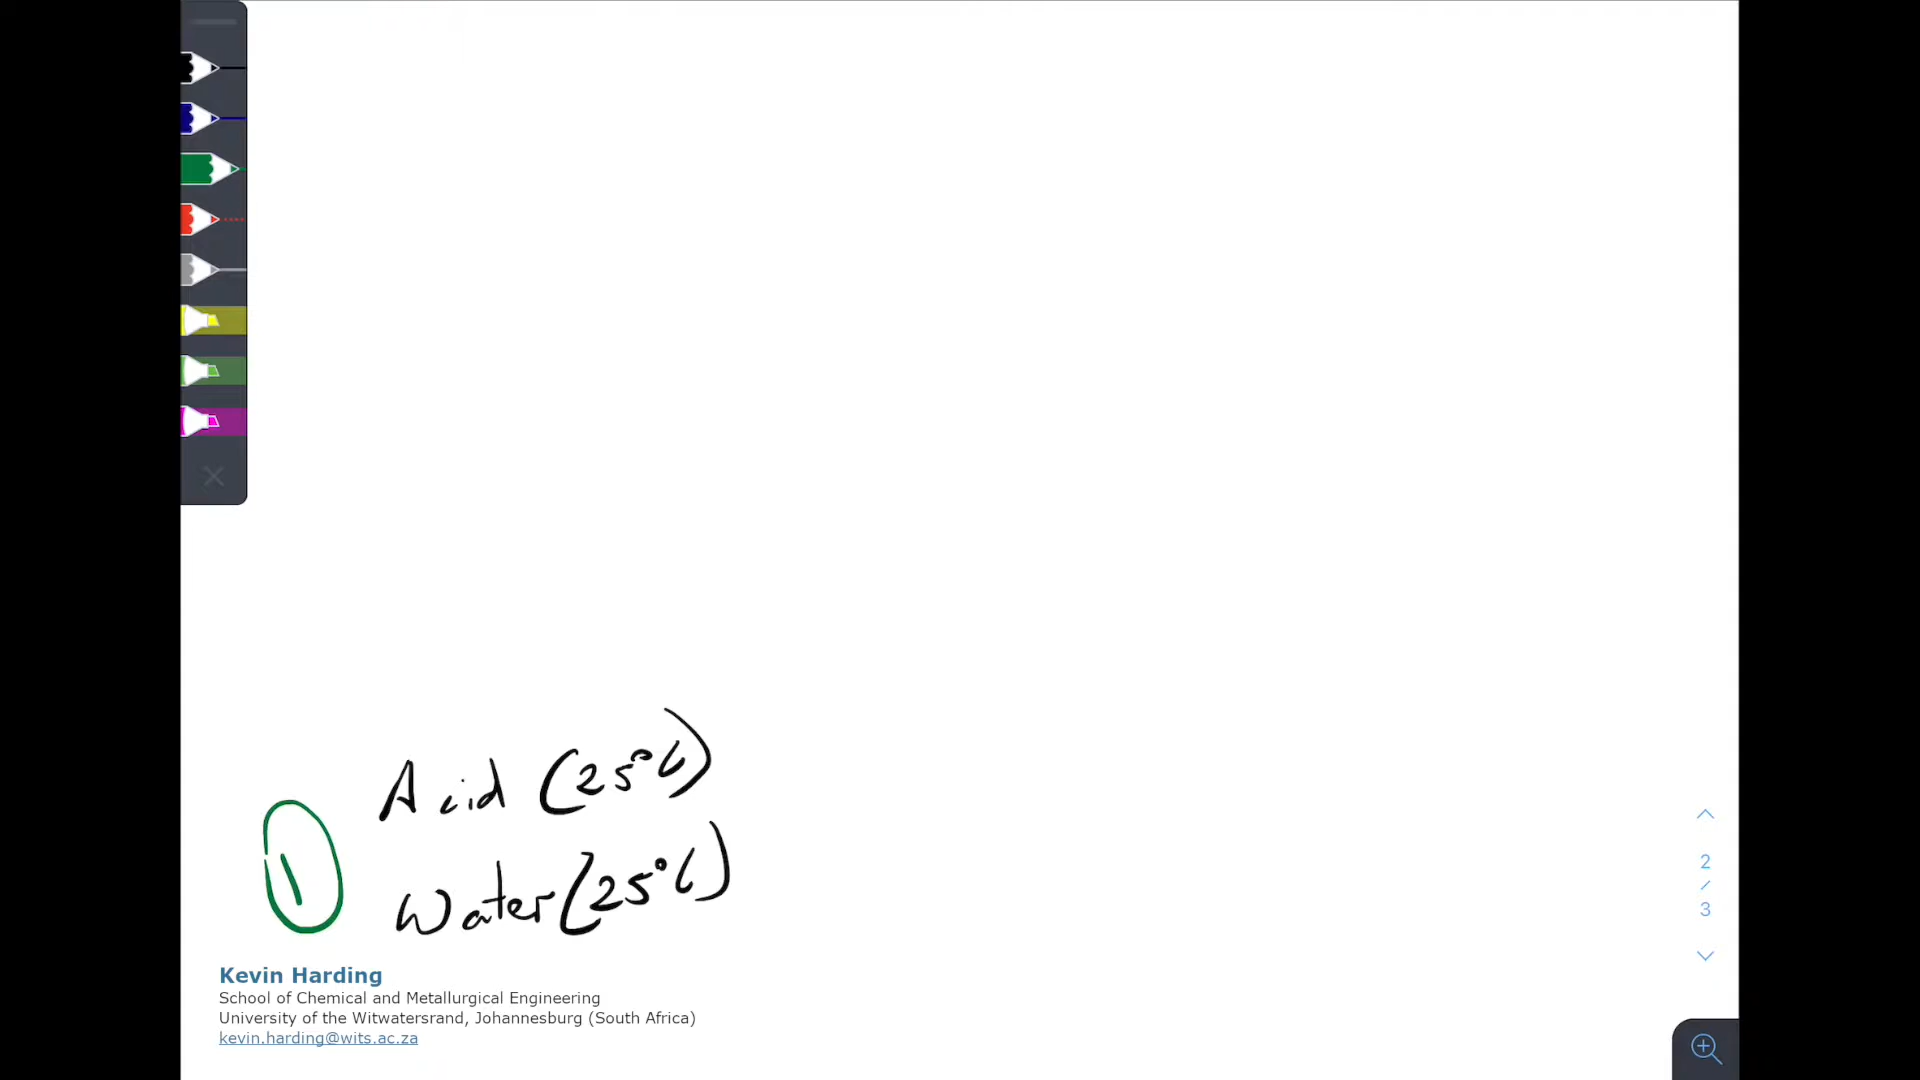 Acid (25°C)
1
Water (25°C)
Kevin Harding
School of Chemical and Metallurgical Engineering
University of the Witwatersrand, Johannesburg (South Africa)
kevin.harding@wits.ac.za
2
/
3